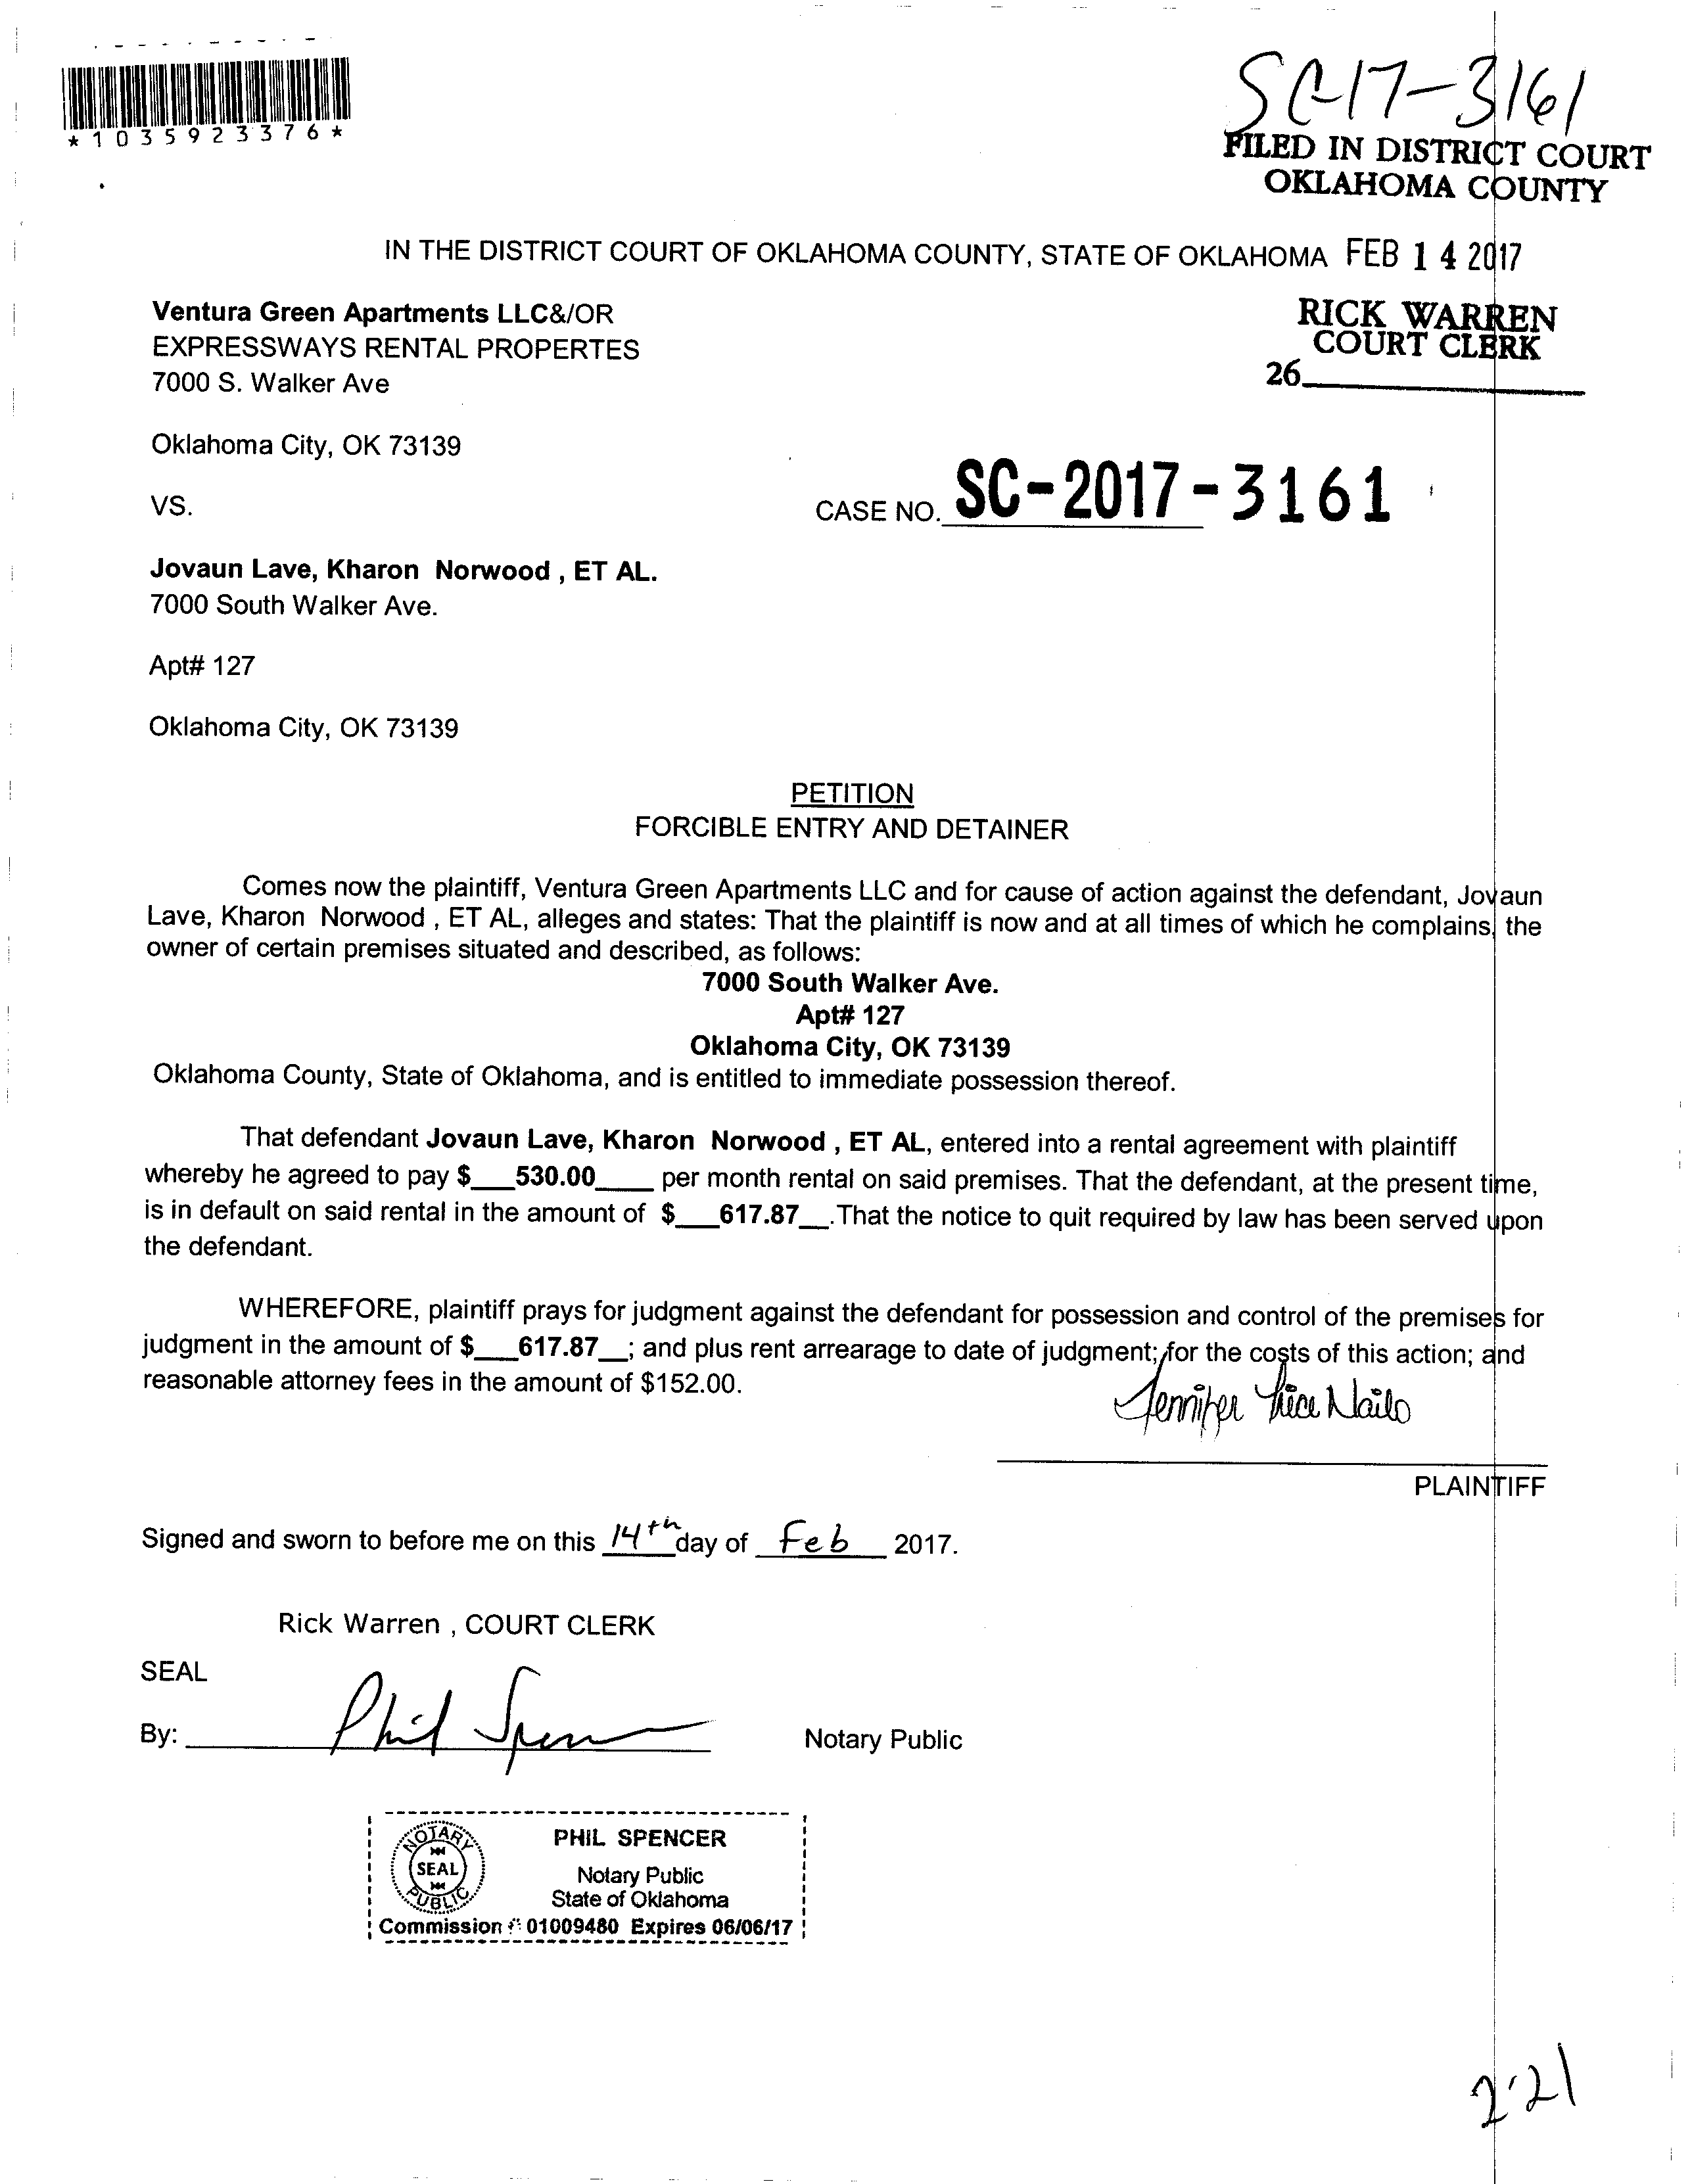 SC-17-3161
*1035923376*
FILED IN DISTRICT COURT
OKLAHOMA COUNTY
IN THE DISTRICT COURT OF OKLAHOMA COUNTY, STATE OF OKLAHOMA FEB 14 2017
Ventura Green Apartments LLC&/OR
RICK WARREN
COURT CLERK
EXPRESSWAYS RENTAL PROPERTES
7000 S. Walker Ave
26
Oklahoma City, OK 73139
VS.
CASE NO. SC-2017-3161
Jovaun Lave, Kharon Norwood , ET AL.
7000 South Walker Ave.
Apt# 127
Oklahoma City, OK 73139
PETITION
FORCIBLE ENTRY AND DETAINER
Comes now the plaintiff, Ventura Green Apartments LLC and for cause of action against the defendant, Jovaun
Lave, Kharon Norwood , ET AL, alleges and states: That the plaintiff is now and at all times of which he complains, the
owner of certain premises situated and described, as follows:
7000 South Walker Ave.
Apt# 127
Oklahoma City, OK 73139
Oklahoma County, State of Oklahoma, and is entitled to immediate possession thereof.
That defendant Jovaun Lave, Kharon Norwood , ET AL, entered into a rental agreement with plaintiff
whereby he agreed to pay $___530.00____ per month rental on said premises. That the defendant, at the present time,
is in default on said rental in the amount of $___617.87__.That the notice to quit required by law has been served upon
the defendant.
WHEREFORE, plaintiff prays for judgment against the defendant for possession and control of the premises for
judgment in the amount of $___617.87__; and plus rent arrearage to date of judgment; for the costs of this action; and
reasonable attorney fees in the amount of $152.00.
Jennifer
PLAINTIFF
Signed and sworn to before me on this 14th day of Feb 2017.
Rick Warren , COURT CLERK
SEAL
By: Phil Spencer Notary Public
NOTARY
SEAL
PUBLIC
PHIL SPENCER
Notary Public
State of Oklahoma
Commission # 01009480 Expires 06/06/17
2-21